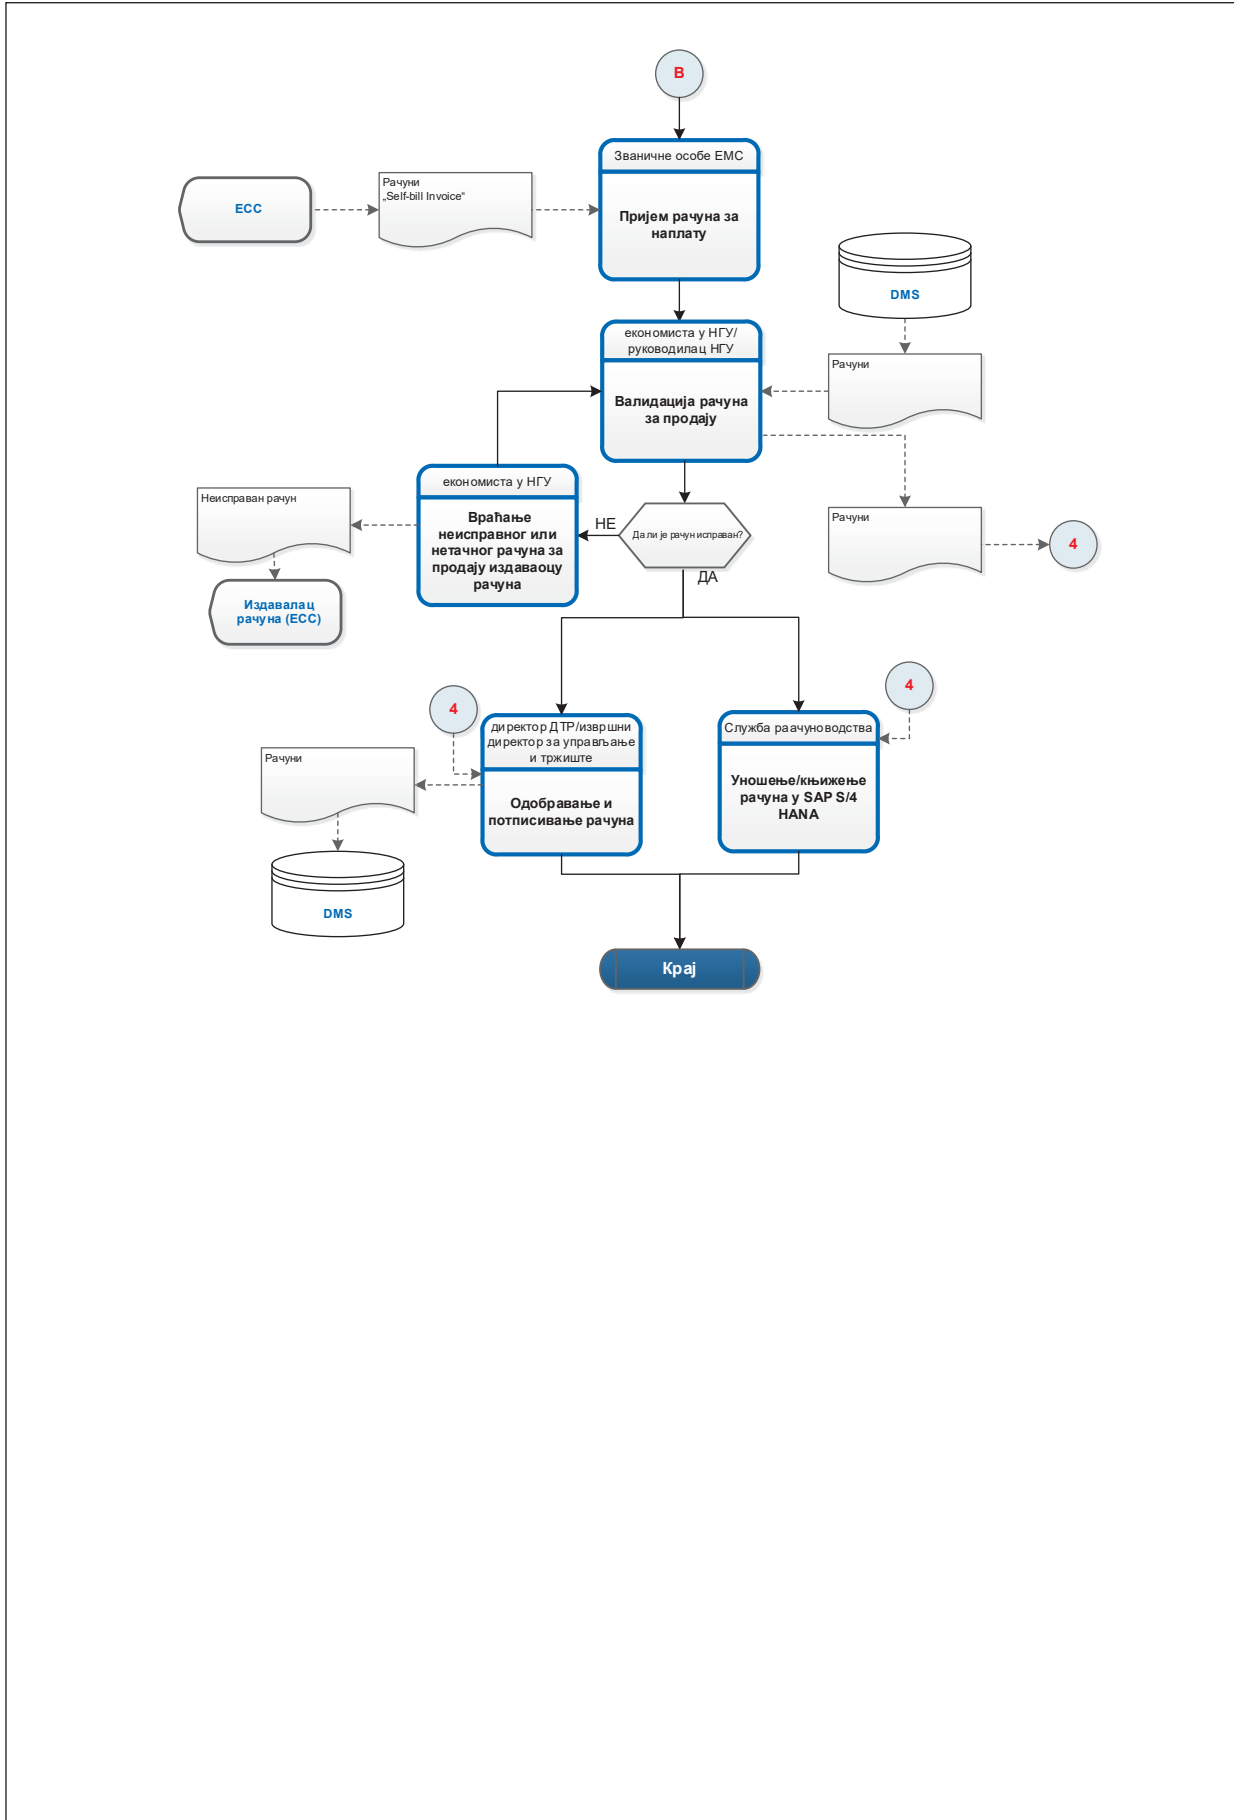 B
Званичне особе ЕМС
Пријем рачуна за
наплату
ECC
Рачуни
„Self-bill Invoice“
DMS
економиста у НГУ/
руководилац НГУ
Валидација рачуна
за продају
Рачуни
економиста у НГУ
Враћање
неисправног или
нетачног рачуна за
продају издаваоцу
рачуна
НЕ
Да ли је рачун исправан?
ДА
Неисправан рачун
Издавалац
рачуна (ECC)
Рачуни
4
4
4
директор ДТР/извршни
директор за управљање
и тржиште
Одобравање и
потписивање рачуна
Служба раачуноводства
Уношење/књижење
рачуна у SAP S/4
HANA
Рачуни
DMS
Крај